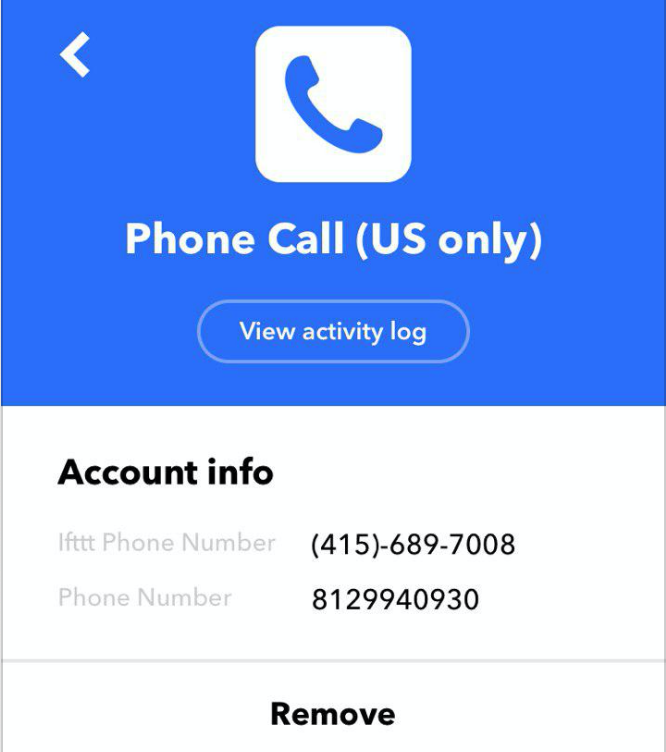 Phone Call (US only)
View activity log
Account info
Ifttt Phone Number (415)-689-7008
Phone Number 8129940930
Remove